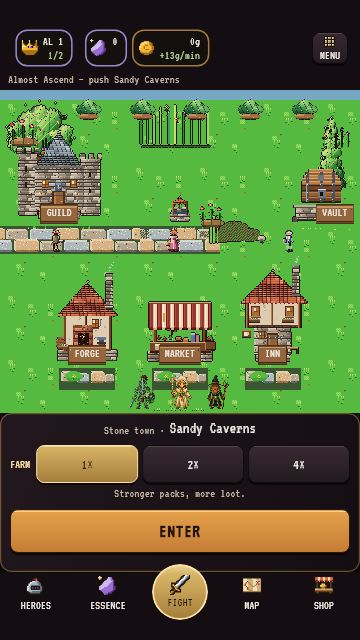 AL 1
1/2
0
0g
+13g/min
MENU
Almost Ascend – push Sandy Caverns
GUILD
VAULT
FORGE
MARKET
INN
Stone town · Sandy Caverns
FARM
1X
2X
4X
Stronger packs, more loot.
ENTER
HEROES
ESSENCE
FIGHT
MAP
SHOP